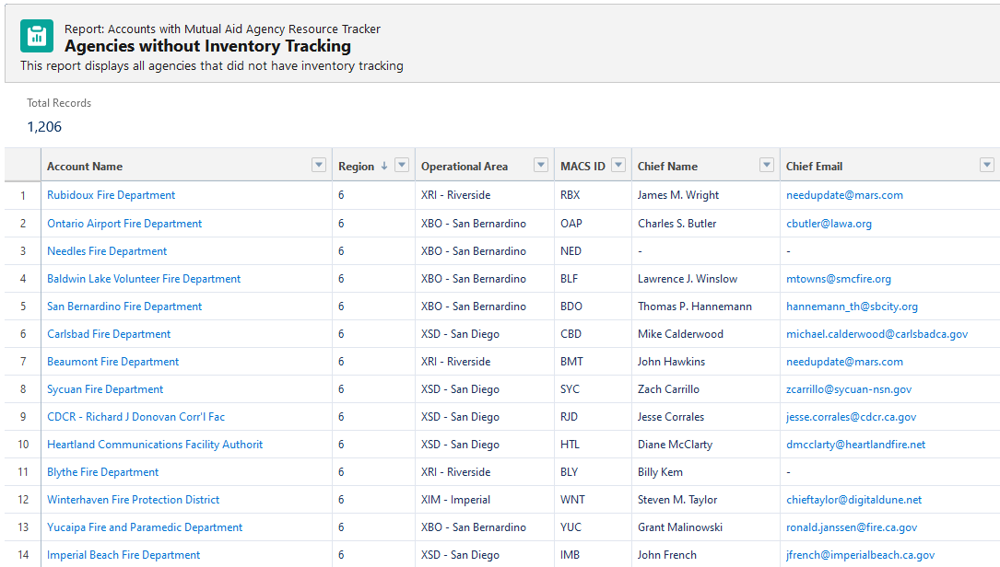 Report: Accounts with Mutual Aid Agency Resource Tracker
Agencies without Inventory Tracking
This report displays all agencies that did not have inventory tracking
Total Records
1,206
Account Name Region ↓ Operational Area MACS ID Chief Name Chief Email
1 Rubidoux Fire Department 6 XRI - Riverside RBX James M. Wright needupdate@mars.com
2 Ontario Airport Fire Department 6 XBO - San Bernardino OAP Charles S. Butler cbutler@lawa.org
3 Needles Fire Department 6 XBO - San Bernardino NED - -
4 Baldwin Lake Volunteer Fire Department 6 XBO - San Bernardino BLF Lawrence J. Winslow mtowns@smcfire.org
5 San Bernardino Fire Department 6 XBO - San Bernardino BDO Thomas P. Hannemann hannemann_th@sbcity.org
6 Carlsbad Fire Department 6 XSD - San Diego CBD Mike Calderwood michael.calderwood@carlsbadca.gov
7 Beaumont Fire Department 6 XRI - Riverside BMT John Hawkins needupdate@mars.com
8 Sycuan Fire Department 6 XSD - San Diego SYC Zach Carrillo zcarrillo@sycuan-nsn.gov
9 CDCR - Richard J Donovan Corr'l Fac 6 XSD - San Diego RJD Jesse Corrales jesse.corrales@cdcr.ca.gov
10 Heartland Communications Facility Authorit 6 XSD - San Diego HTL Diane McClarty dmcclarty@heartlandfire.net
11 Blythe Fire Department 6 XRI - Riverside BLY Billy Kem -
12 Winterhaven Fire Protection District 6 XIM - Imperial WNT Steven M. Taylor chieftaylor@digitaldune.net
13 Yucaipa Fire and Paramedic Department 6 XBO - San Bernardino YUC Grant Malinowski ronald.janssen@fire.ca.gov
14 Imperial Beach Fire Department 6 XSD - San Diego IMB John French jfrench@imperialbeach.ca.gov